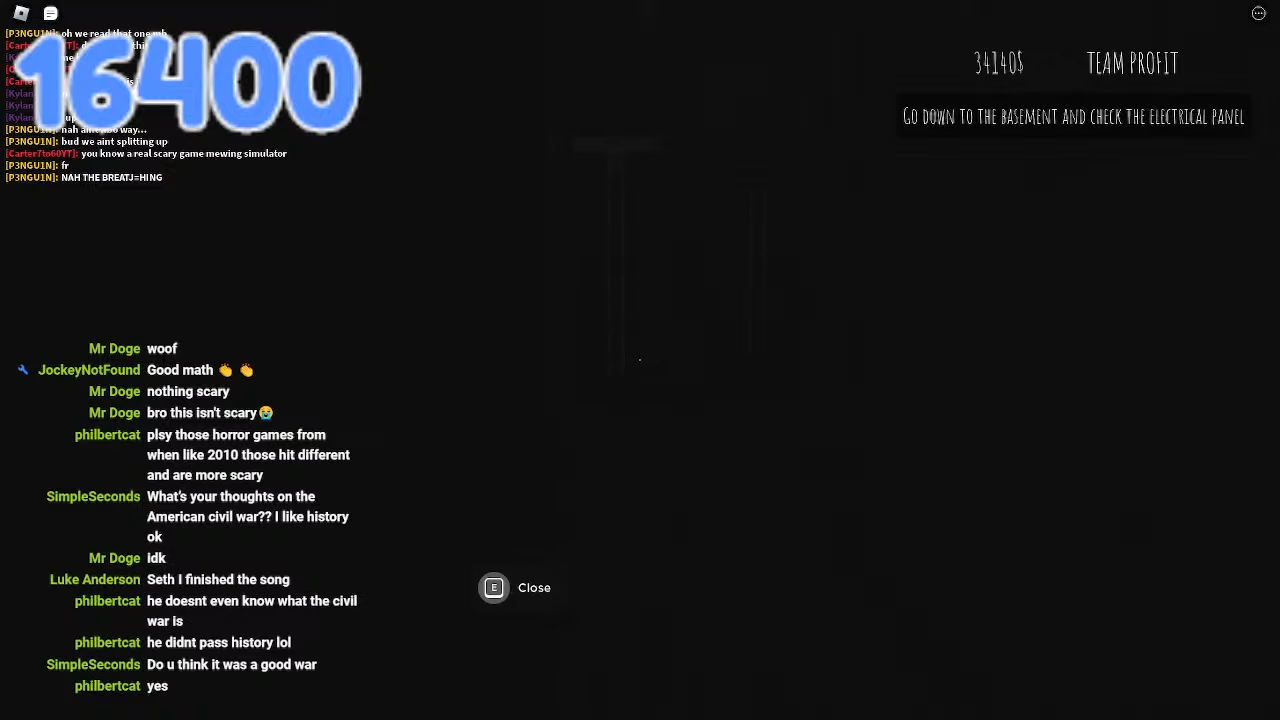 [P3NGU1N]: oh we read that one mb
16400
[P3NGU1N]: nah aint
way...
[P3NGU1N]: bud we aint splitting up
[Carter7to60YT]: you know a real scary game mewing simulator
[P3NGU1N]: fr
[P3NGU1N]: NAH THE BREATJ=HING
34140$ TEAM PROFIT
GO DOWN TO THE BASEMENT AND CHECK THE ELECTRICAL PANEL
Mr Doge woof
JockeyNotFound Good math 👏 👏
Mr Doge nothing scary
Mr Doge bro this isn't scary😭
philbertcat plsy those horror games from
when like 2010 those hit different
and are more scary
SimpleSeconds What's your thoughts on the
American civil war?? I like history
ok
Mr Doge idk
Luke Anderson Seth I finished the song
philbertcat he doesnt even know what the civil
war is
philbertcat he didnt pass history lol
SimpleSeconds Do u think it was a good war
philbertcat yes
E Close